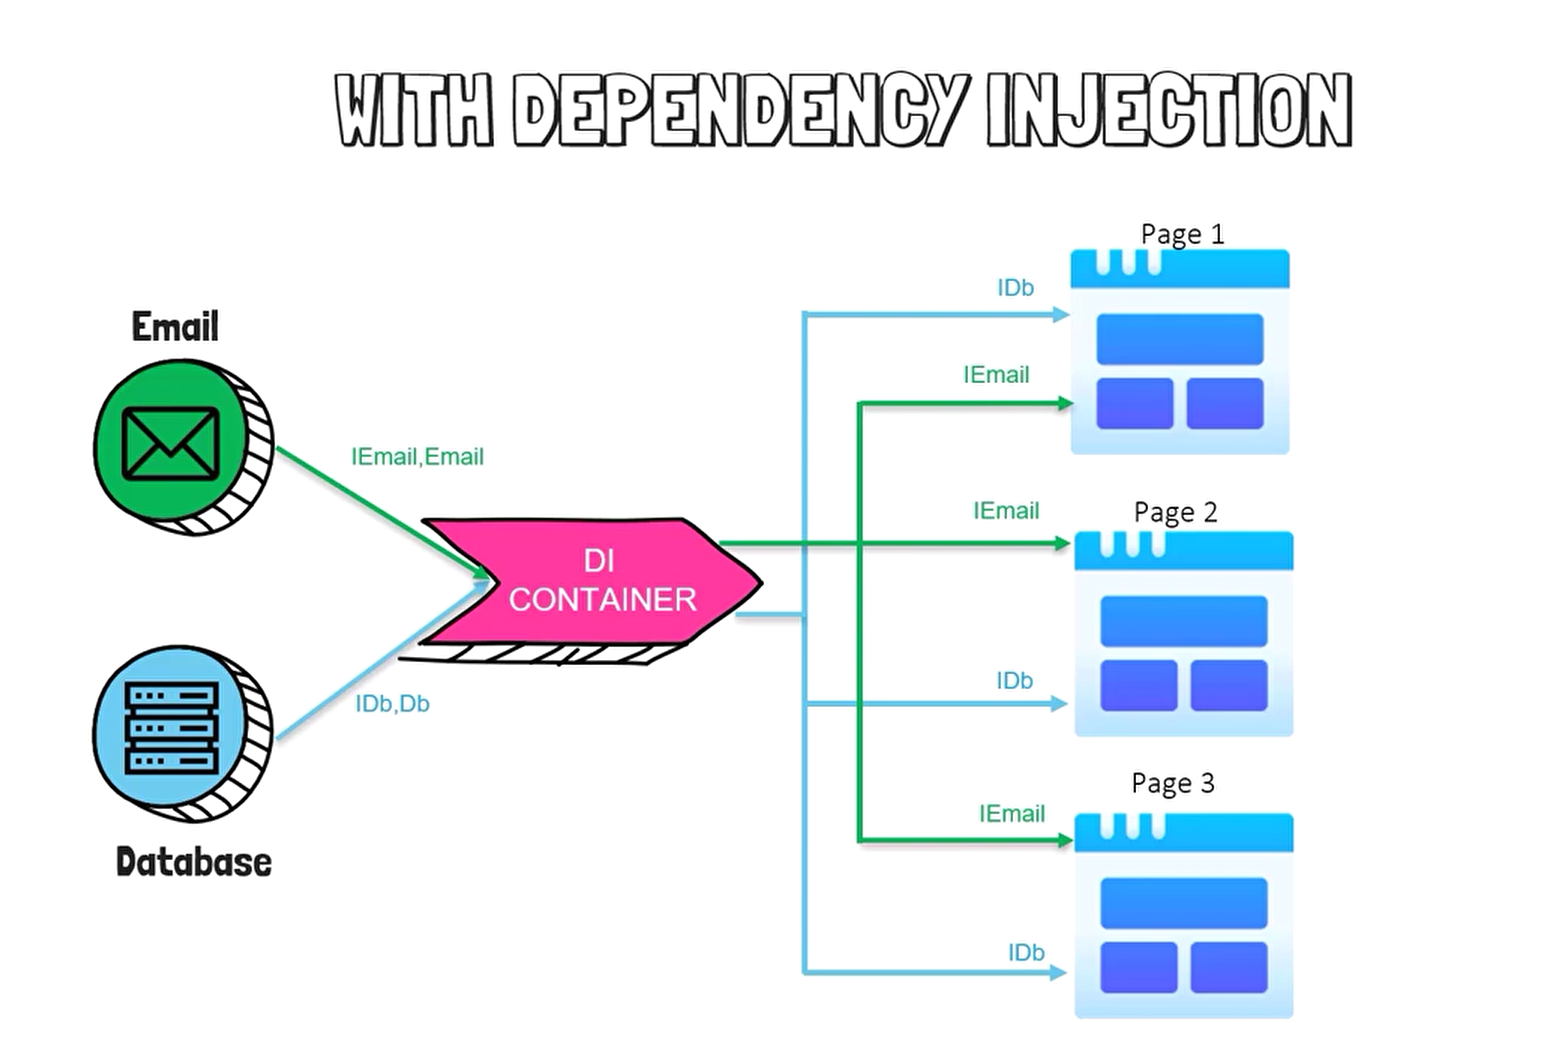 WITH DEPENDENCY INJECTION
Page 1
IDb
Email
IEmail
IEmail,Email
IEmail
Page 2
DI
CONTAINER
IDb
IDb,Db
Page 3
IEmail
Database
IDb